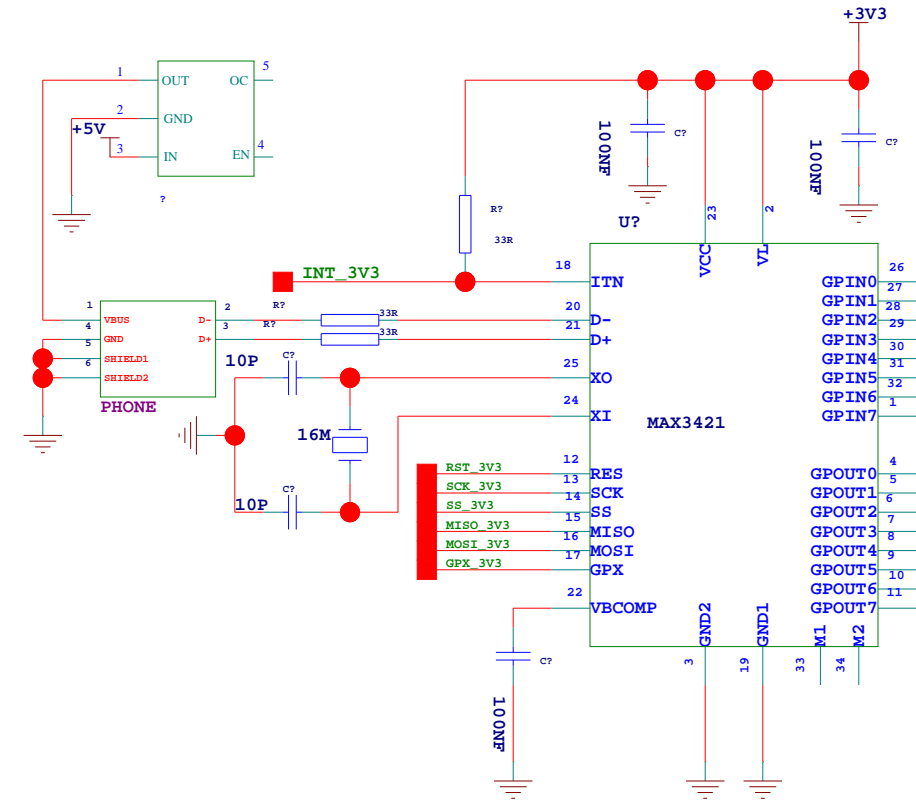 +3V3
1 OUT OC 5
2 GND
+5V
3 IN EN 4
?
C?
100NF
C?
100NF
R?
33R
U?
23 VCC
2 VL
INT_3V3
18 ITN
20 D-
21 D+
25 XO
24 XI
12 RES
13 SCK
14 SS
15 MISO
16 MOSI
17 GPX
22 VBCOMP
MAX3421
GPIN0 26
GPIN1 27
GPIN2 28
GPIN3 29
GPIN4 30
GPIN5 31
GPIN6 32
GPIN7 1
GPOUT0 4
GPOUT1 5
GPOUT2 6
GPOUT3 7
GPOUT4 8
GPOUT5 9
GPOUT6 10
GPOUT7 11
GND2 3
GND1 19
M1 33
M2 34
1 VBUS D- 2
4 GND D+ 3
5 SHIELD1
6 SHIELD2
PHONE
R?
33R
R?
33R
10P
C?
16M
10P
C?
RST_3V3
SCK_3V3
SS_3V3
MISO_3V3
MOSI_3V3
GPX_3V3
C?
100NF